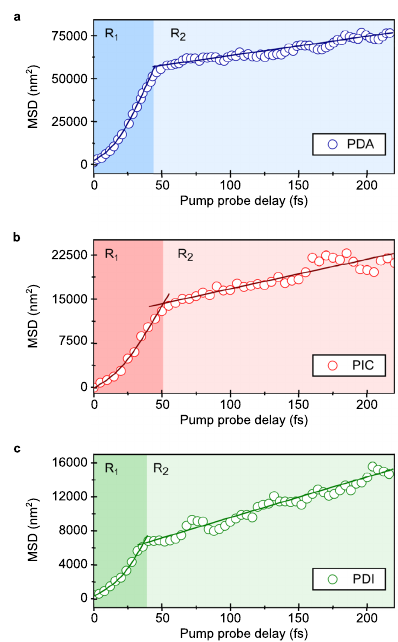 a
R₁ R₂
75000
50000
25000
0
MSD (nm²)
PDA
0 50 100 150 200
Pump probe delay (fs)
b
R₁ R₂
22500
15000
7500
0
MSD (nm²)
PIC
0 50 100 150 200
Pump probe delay (fs)
c
R₁ R₂
16000
12000
8000
4000
0
MSD (nm²)
PDI
0 50 100 150 200
Pump probe delay (fs)